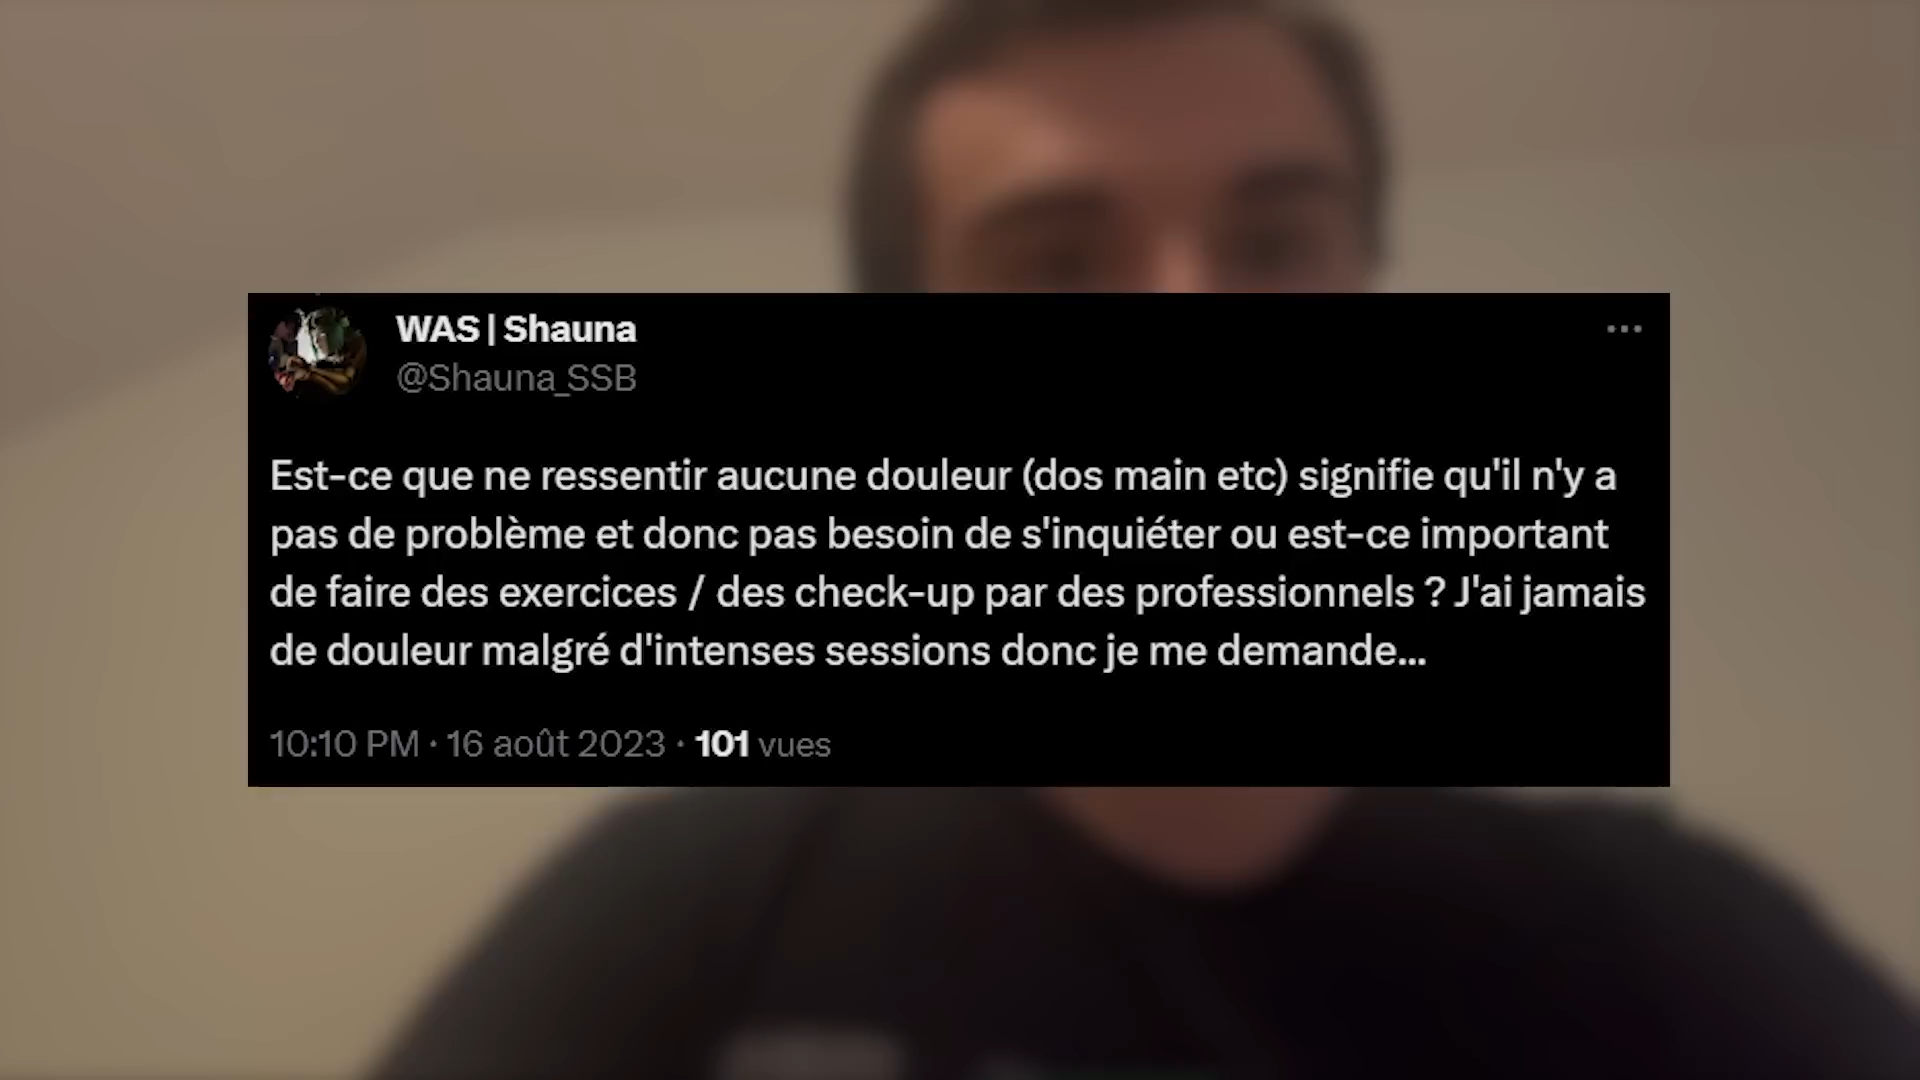 WAS | Shauna
@Shauna_SSB
Est-ce que ne ressentir aucune douleur (dos main etc) signifie qu'il n'y a
pas de problème et donc pas besoin de s'inquiéter ou est-ce important
de faire des exercices / des check-up par des professionnels ? J'ai jamais
de douleur malgré d'intenses sessions donc je me demande...
10:10 PM · 16 août 2023 · 101 vues